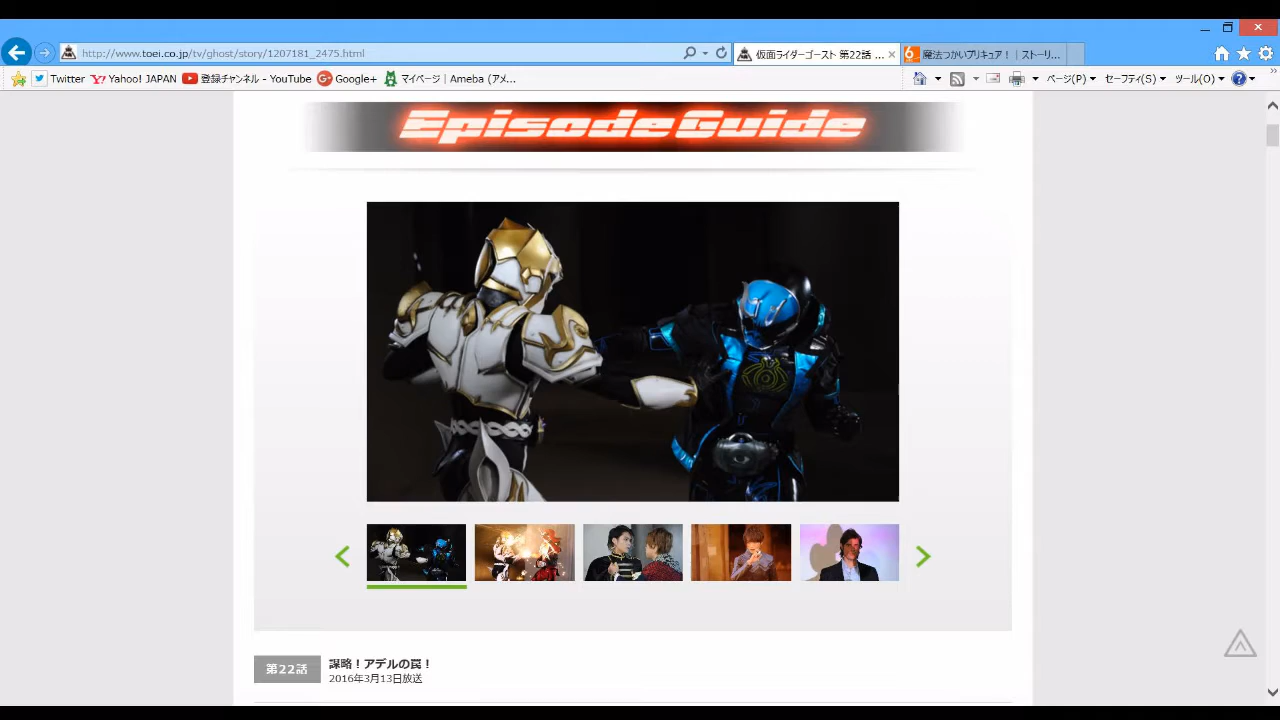 http://www.toei.co.jp/tv/ghost/story/1207181_2475.html
仮面ライダーゴースト 第22話 ...
魔法つかいプリキュア！｜ストーリ...
Twitter
Yahoo! JAPAN
登録チャンネル - YouTube
Google+
マイページ｜Ameba (アメ...
ページ(P)
セーフティ(S)
ツール(O)
Episode Guide
第22話
謀略！アデルの罠！
2016年3月13日放送